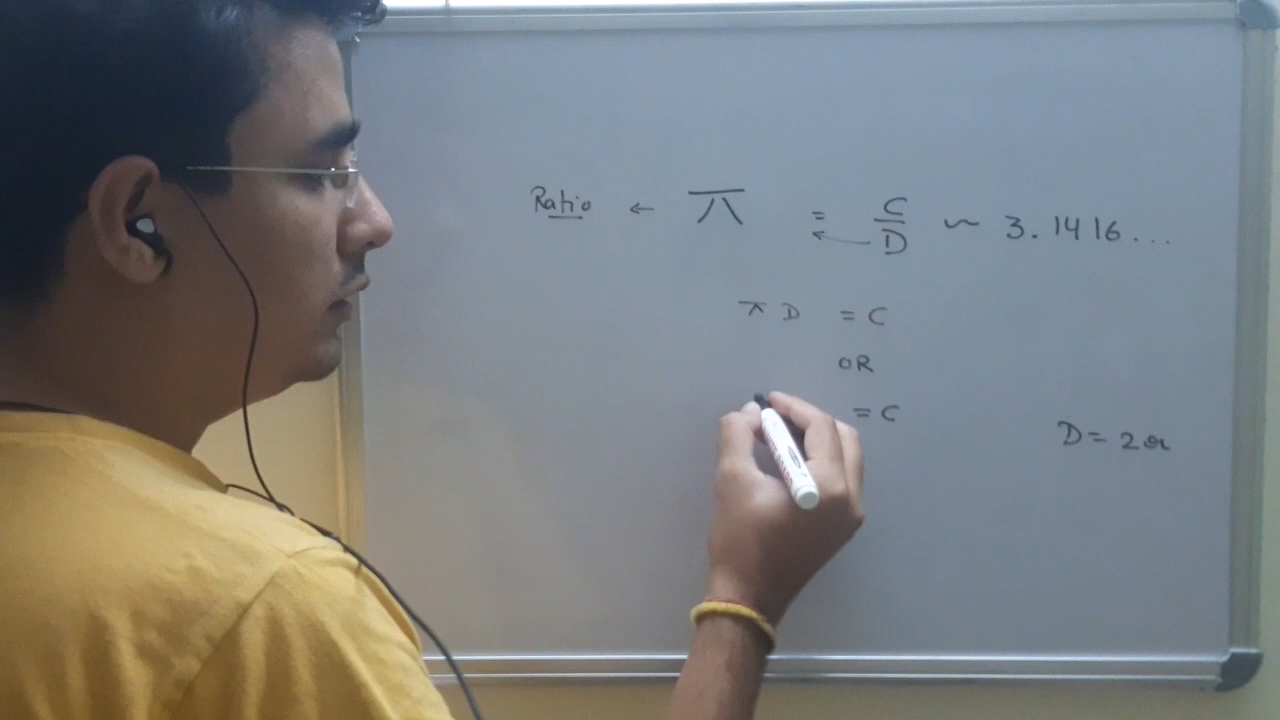 Ratio ← π = C/D ~ 3.1416...
←
π D = C
OR
= C
D = 2r